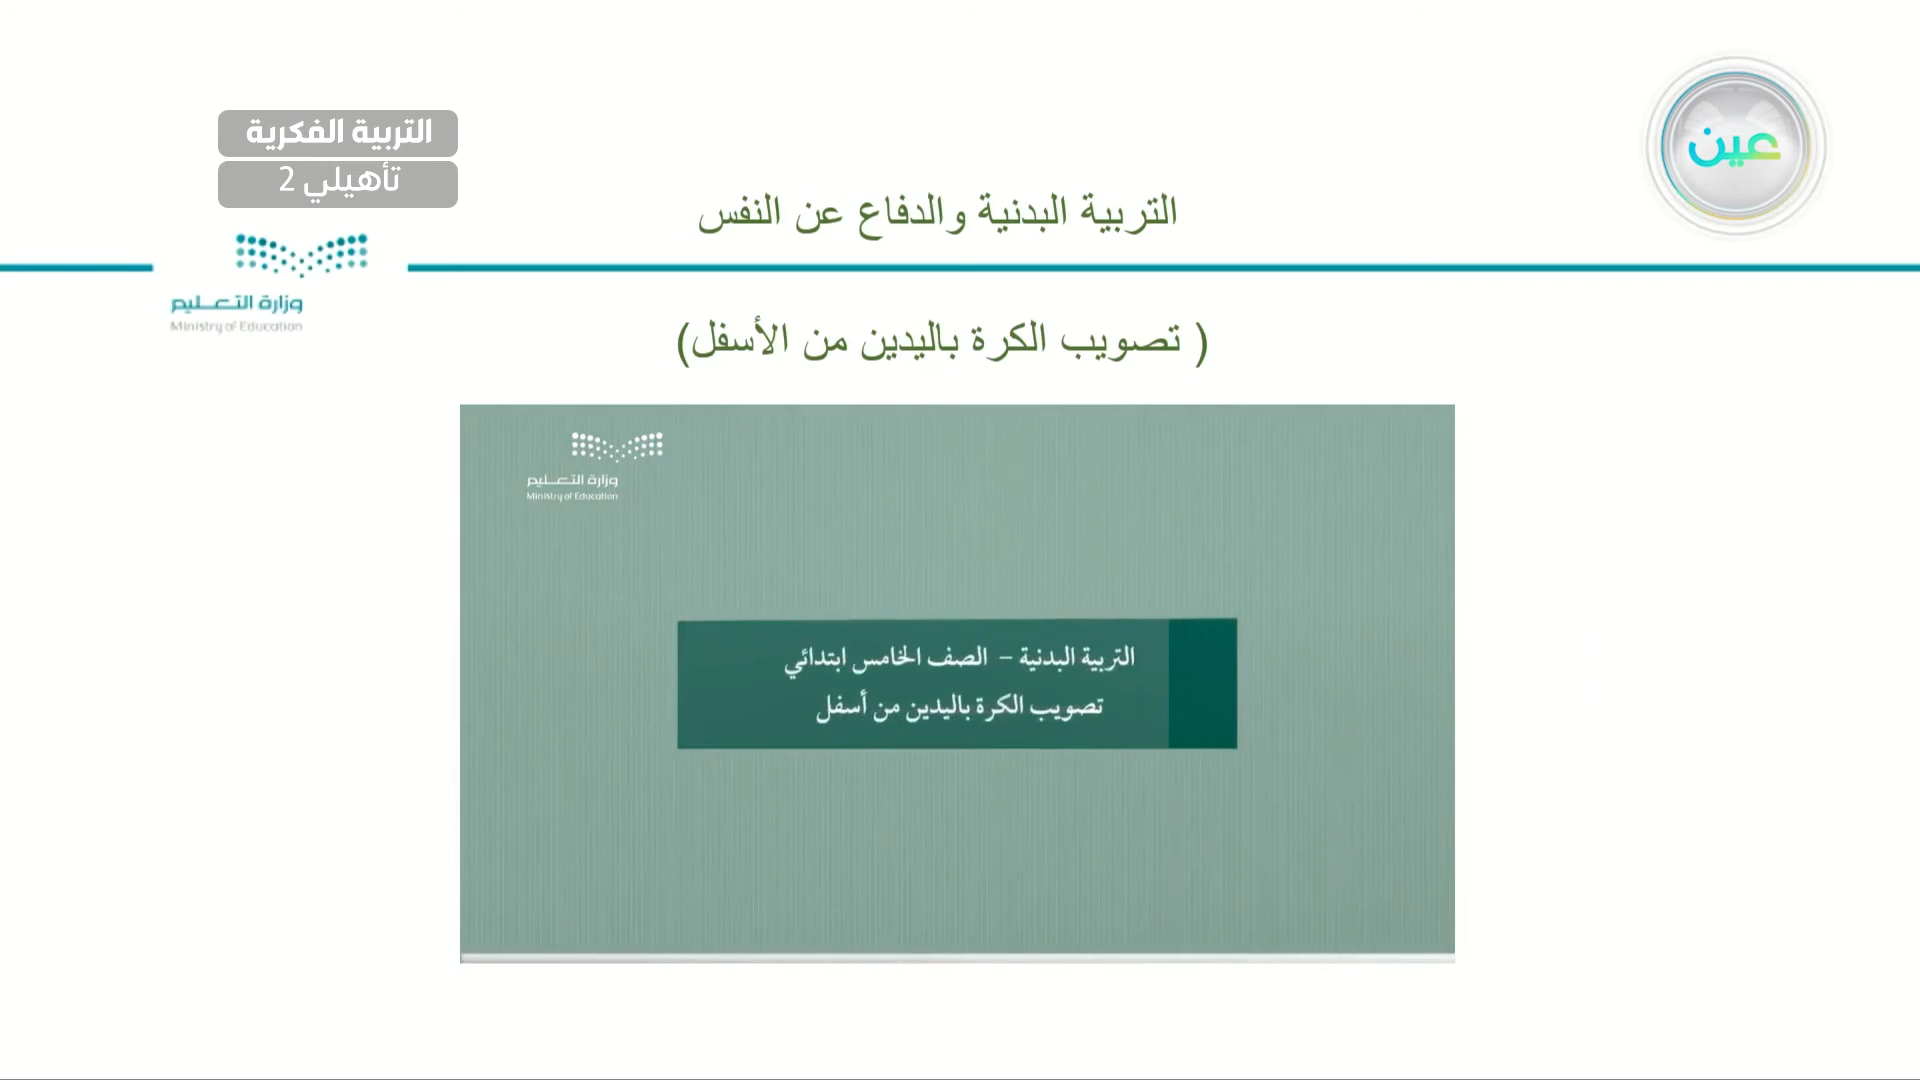 عين
التربية الفكرية
تأهيلي 2
التربية البدنية والدفاع عن النفس
وزارة التعليم
Ministry of Education
( تصويب الكرة باليدين من الأسفل)
وزارة التعليم
Ministry of Education
التربية البدنية – الصف الخامس ابتدائي
تصويب الكرة باليدين من أسفل